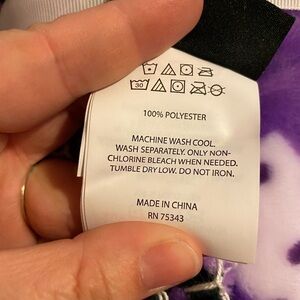 30
100% POLYESTER
MACHINE WASH COOL.
WASH SEPARATELY. ONLY NON-
CHLORINE BLEACH WHEN NEEDED.
TUMBLE DRY LOW. DO NOT IRON.
MADE IN CHINA
RN 75343